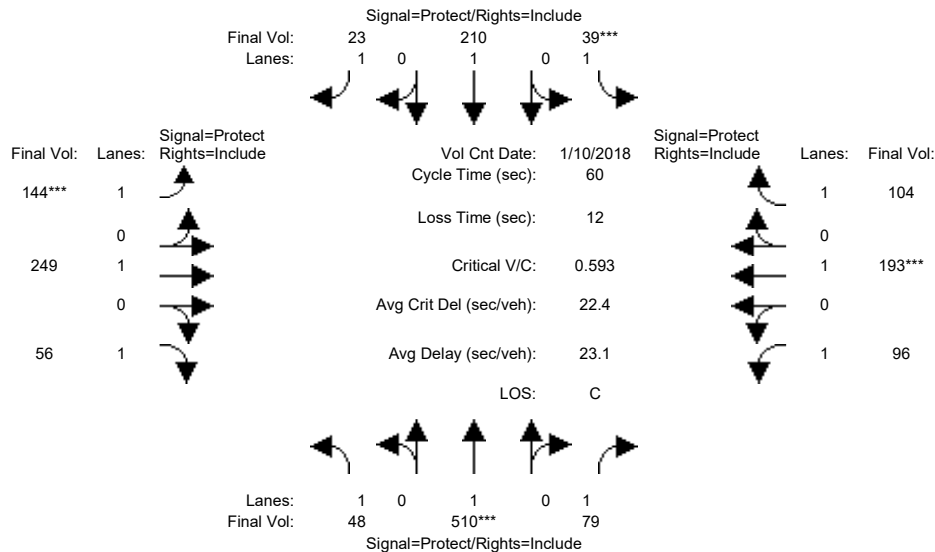 Signal=Protect/Rights=Include
Final Vol: 23 210 39***
Lanes: 1 0 1 0 1
Signal=Protect Signal=Protect
Final Vol: Lanes: Rights=Include Vol Cnt Date: 1/10/2018 Rights=Include Lanes: Final Vol:
Cycle Time (sec): 60
144*** 1 1 104
Loss Time (sec): 12
0 0
249 1 Critical V/C: 0.593 1 193***
0 Avg Crit Del (sec/veh): 22.4 0
56 1 Avg Delay (sec/veh): 23.1 1 96
LOS: C
Lanes: 1 0 1 0 1
Final Vol: 48 510*** 79
Signal=Protect/Rights=Include